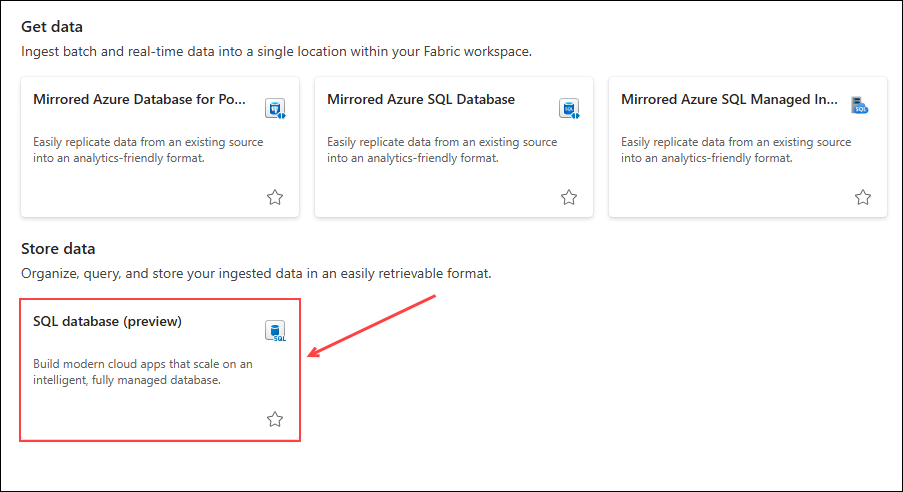 Get data
Ingest batch and real-time data into a single location within your Fabric workspace.
Mirrored Azure Database for Po...
Easily replicate data from an existing source
into an analytics-friendly format.
Mirrored Azure SQL Database
SQL
Easily replicate data from an existing source
into an analytics-friendly format.
Mirrored Azure SQL Managed In...
SQL
Easily replicate data from an existing source
into an analytics-friendly format.
Store data
Organize, query, and store your ingested data in an easily retrievable format.
SQL database (preview)
SQL
Build modern cloud apps that scale on an
intelligent, fully managed database.